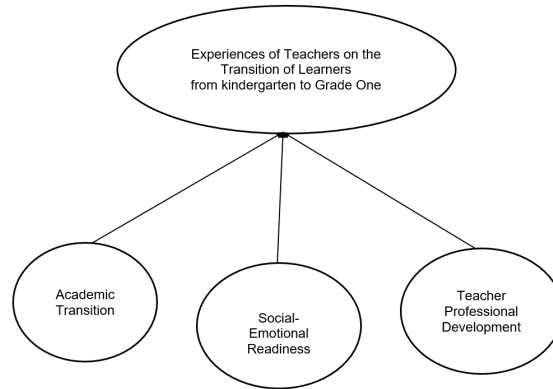 Experiences of Teachers on the
Transition of Learners
from kindergarten to Grade One
Academic
Transition
Social-
Emotional
Readiness
Teacher
Professional
Development